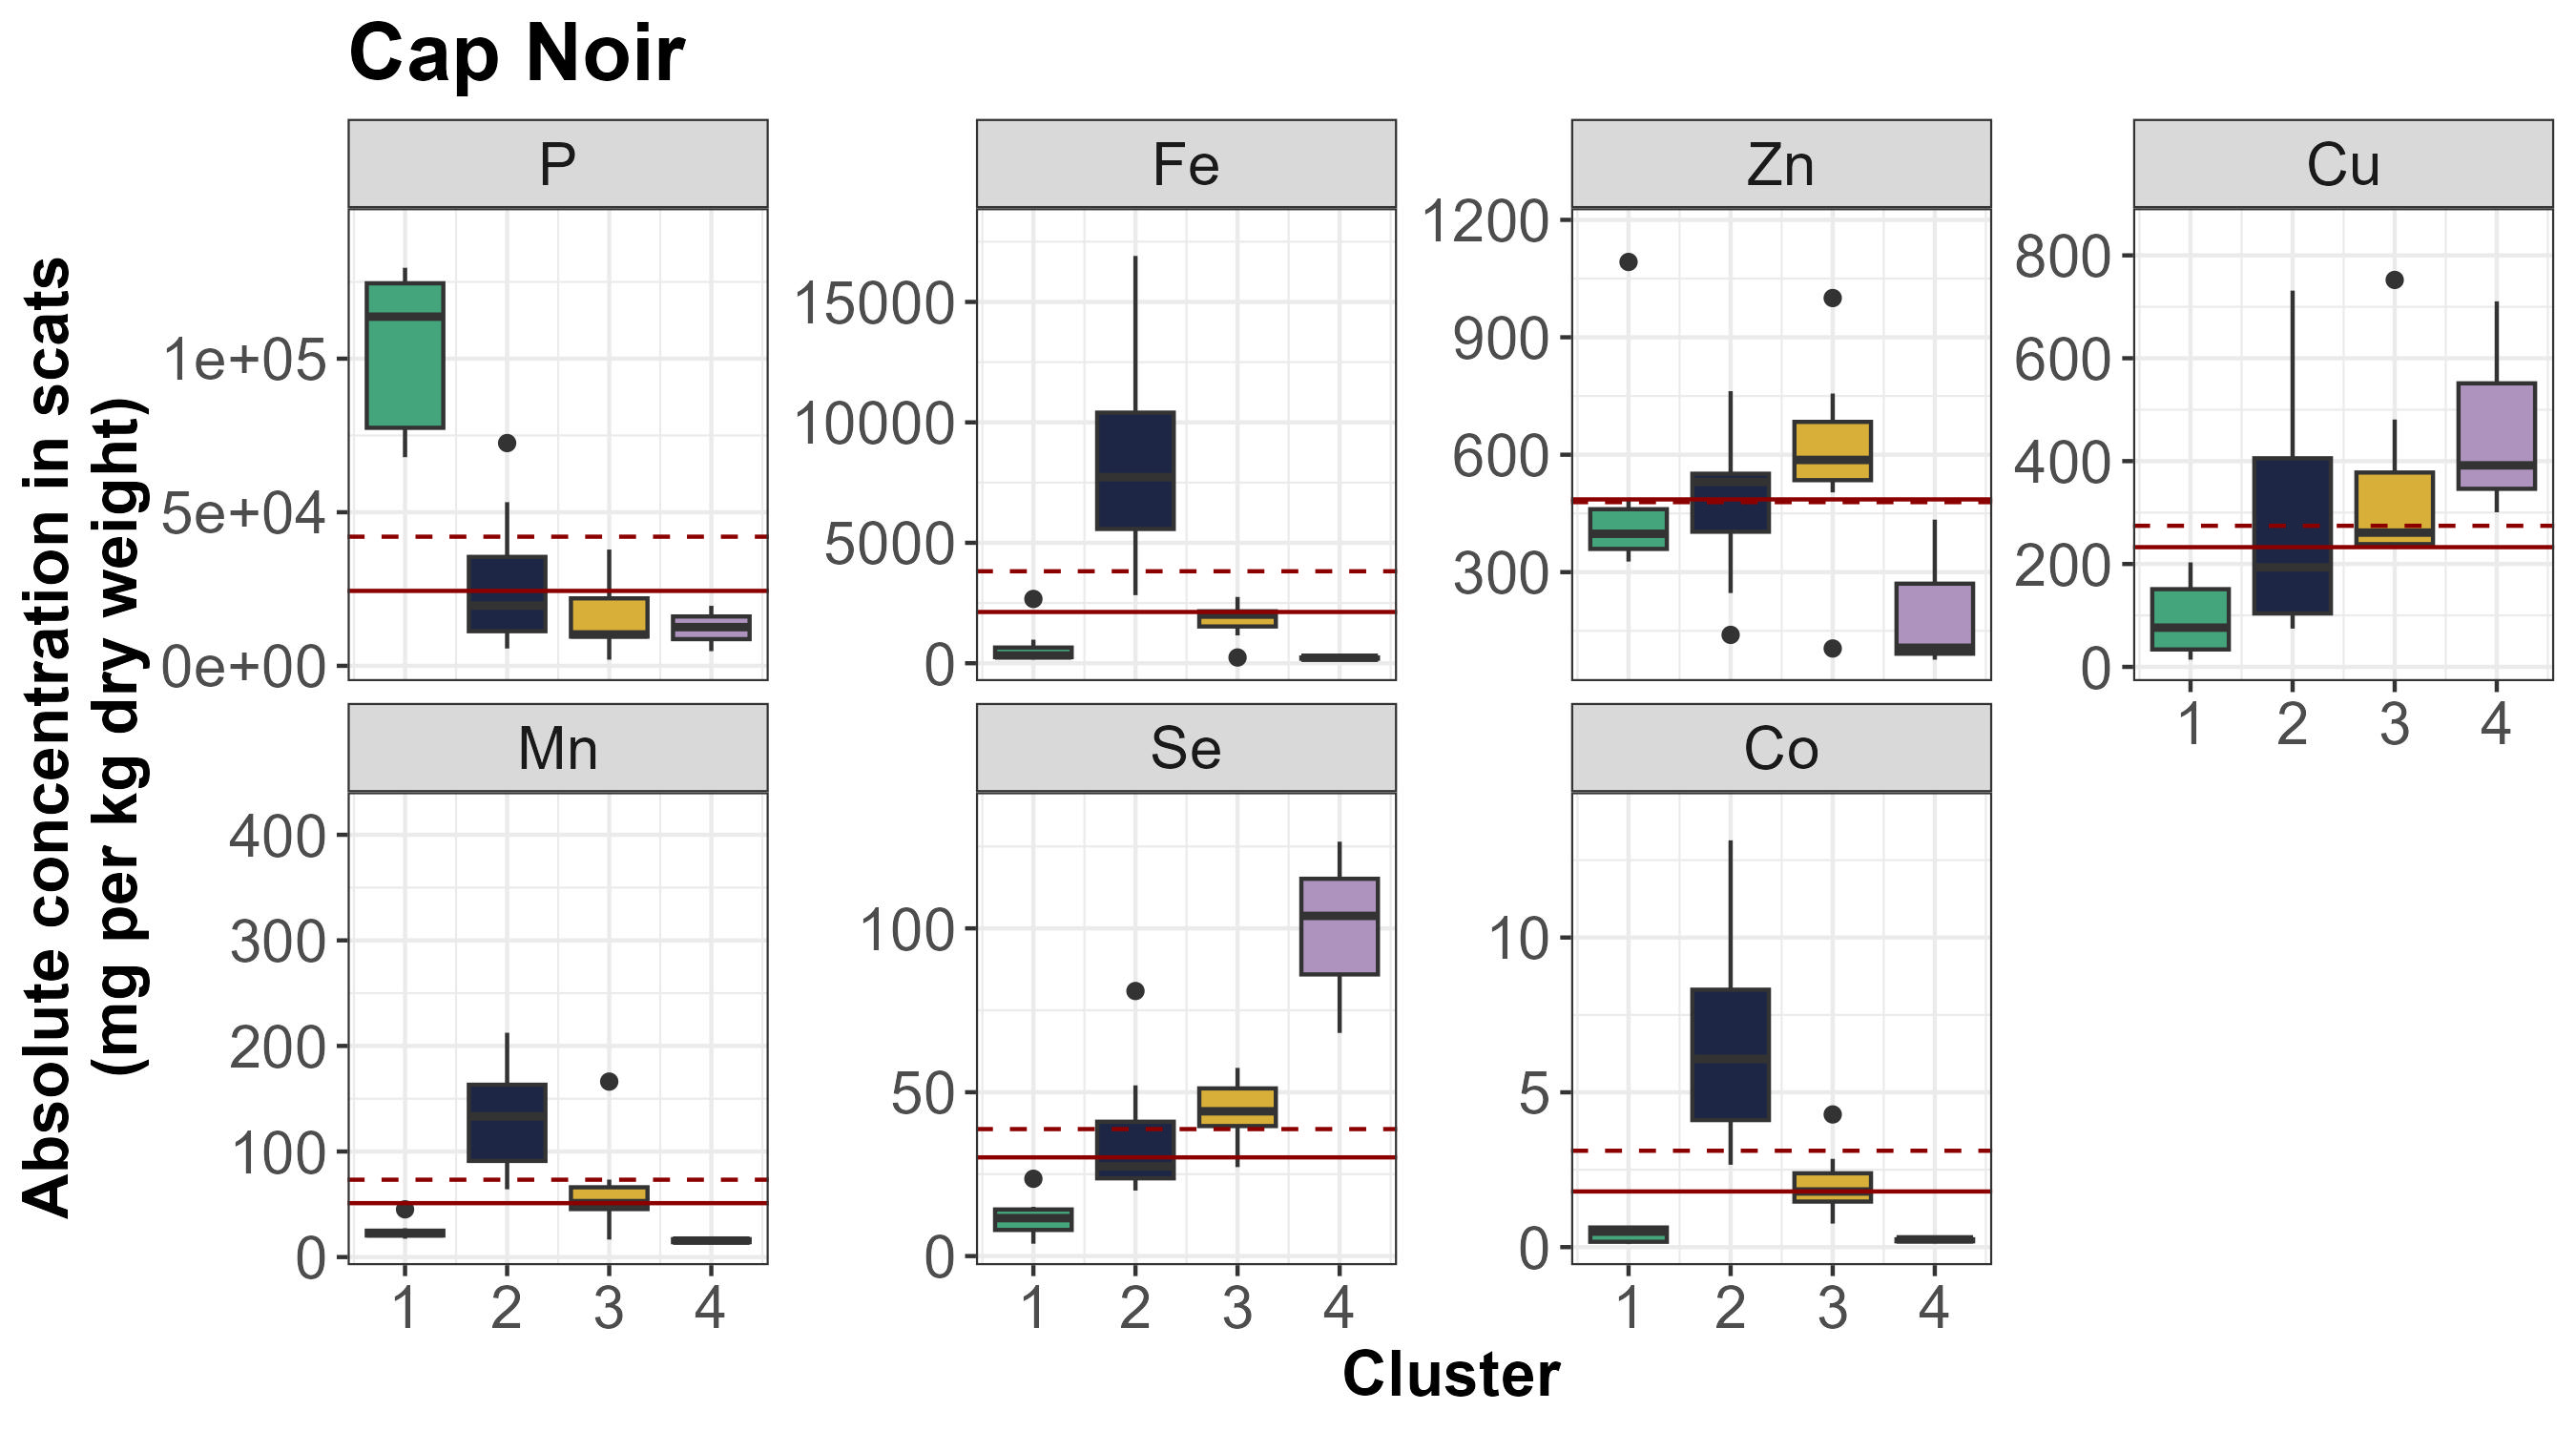 Cap Noir
Absolute concentration in scats
(mg per kg dry weight)
P
Fe
Zn
Cu
1e+05
5e+04
0e+00
15000
10000
5000
0
1200
900
600
300
800
600
400
200
0
1 2 3 4
Mn
Se
Co
400
300
200
100
0
100
50
0
10
5
0
1 2 3 4
1 2 3 4
1 2 3 4
Cluster